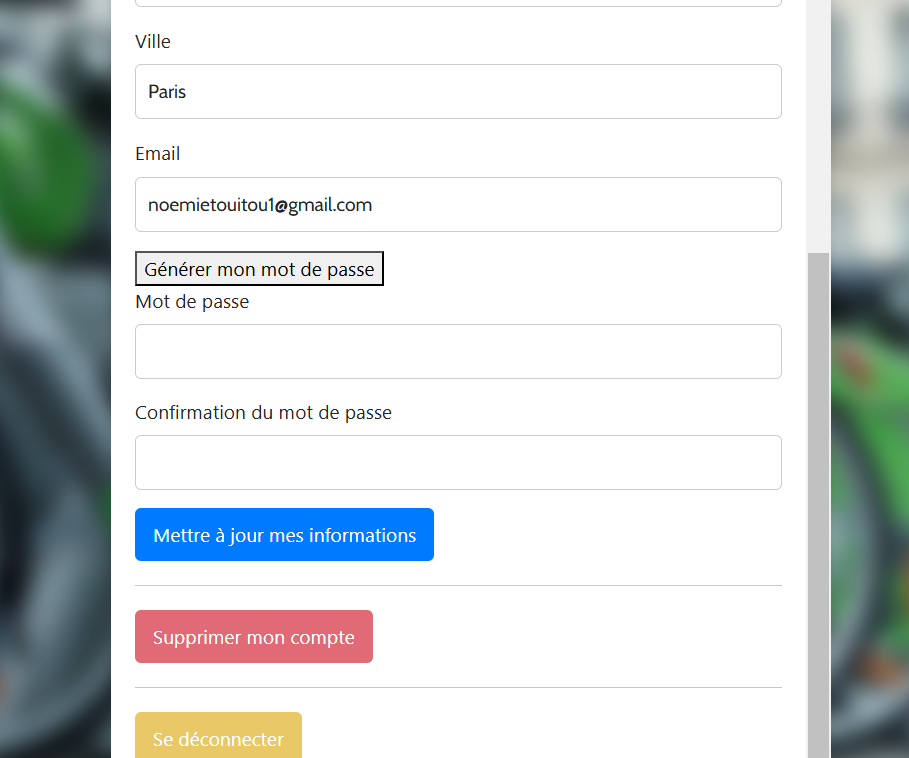 Ville
Paris
Email
noemietouitou1@gmail.com
Générer mon mot de passe
Mot de passe
Confirmation du mot de passe
Mettre à jour mes informations
Supprimer mon compte
Se déconnecter